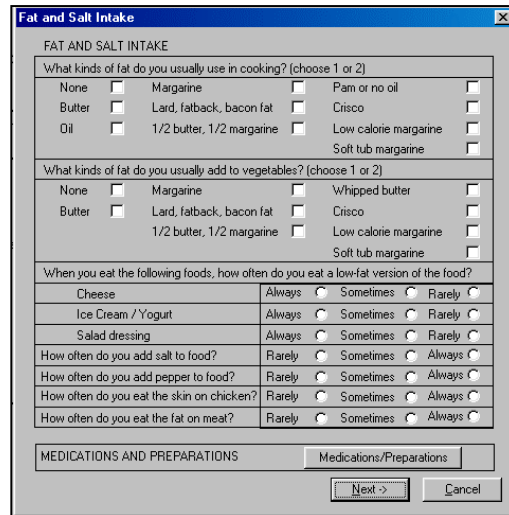 Fat and Salt Intake
FAT AND SALT INTAKE
What kinds of fat do you usually use in cooking? (choose 1 or 2)
None Margarine Pam or no oil
Butter Lard, fatback, bacon fat Crisco
Oil 1/2 butter, 1/2 margarine Low calorie margarine
Soft tub margarine
What kinds of fat do you usually add to vegetables? (choose 1 or 2)
None Margarine Whipped butter
Butter Lard, fatback, bacon fat Crisco
1/2 butter, 1/2 margarine Low calorie margarine
Soft tub margarine
When you eat the following foods, how often do you eat a low-fat version of the food?
Cheese Always Sometimes Rarely
Ice Cream / Yogurt Always Sometimes Rarely
Salad dressing Always Sometimes Rarely
How often do you add salt to food? Rarely Sometimes Always
How often do you add pepper to food? Rarely Sometimes Always
How often do you eat the skin on chicken? Rarely Sometimes Always
How often do you eat the fat on meat? Rarely Sometimes Always
MEDICATIONS AND PREPARATIONS Medications/Preparations
Next -> Cancel